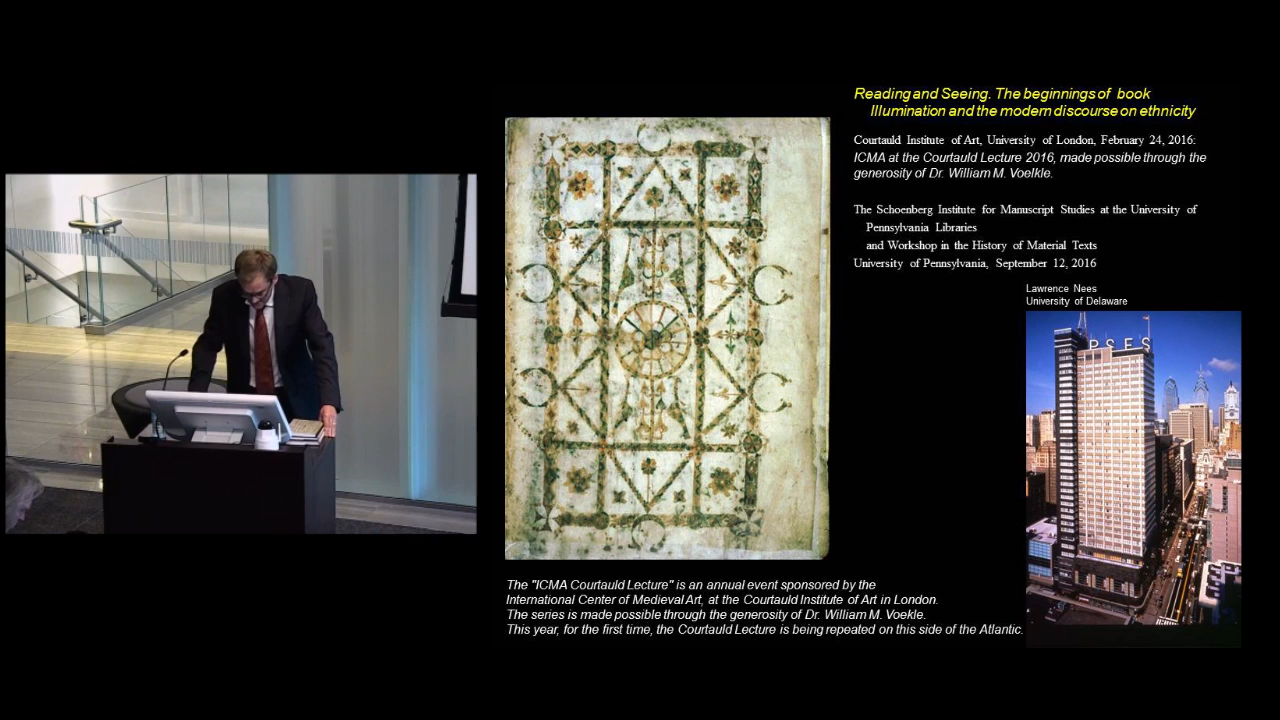 Reading and Seeing. The beginnings of book
Illumination and the modern discourse on ethnicity
Courtauld Institute of Art, University of London, February 24, 2016:
ICMA at the Courtauld Lecture 2016, made possible through the
generosity of Dr. William M. Voelkle.
The Schoenberg Institute for Manuscript Studies at the University of
Pennsylvania Libraries
and Workshop in the History of Material Texts
University of Pennsylvania, September 12, 2016
Lawrence Nees
University of Delaware
PSFS
The "ICMA Courtauld Lecture" is an annual event sponsored by the
International Center of Medieval Art, at the Courtauld Institute of Art in London.
The series is made possible through the generosity of Dr. William M. Voekle.
This year, for the first time, the Courtauld Lecture is being repeated on this side of the Atlantic.